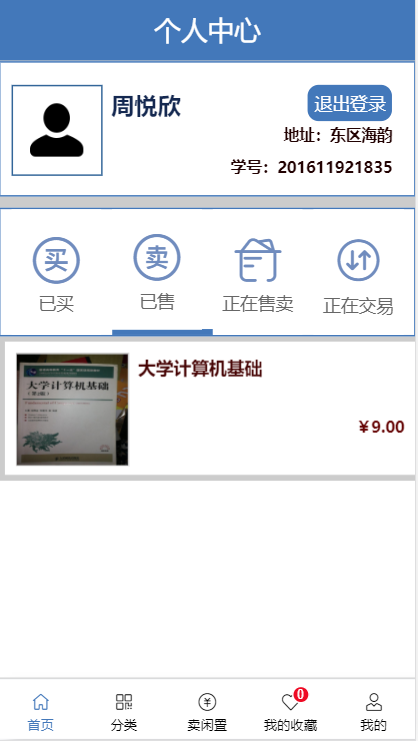 个人中心
周悦欣
退出登录
地址：东区海韵
学号：201611921835
买
卖
已买
已售
正在售卖
正在交易
大学计算机基础
大学计算机基础
￥9.00
0
首页
分类
卖闲置
我的收藏
我的